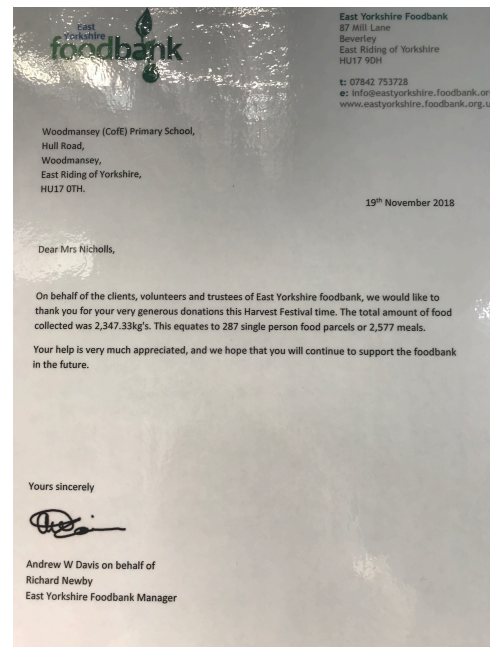 East
Yorkshire
foodbank
East Yorkshire Foodbank
87 Mill Lane
Beverley
East Riding of Yorkshire
HU17 9DH
t: 07842 753728
e: info@eastyorkshire.foodbank.or
www.eastyorkshire.foodbank.org.u
Woodmansey (CofE) Primary School,
Hull Road,
Woodmansey,
East Riding of Yorkshire,
HU17 0TH.
19th November 2018
Dear Mrs Nicholls,
On behalf of the clients, volunteers and trustees of East Yorkshire foodbank, we would like to
thank you for your very generous donations this Harvest Festival time. The total amount of food
collected was 2,347.33kg's. This equates to 287 single person food parcels or 2,577 meals.
Your help is very much appreciated, and we hope that you will continue to support the foodbank
in the future.
Yours sincerely
Andrew W Davis on behalf of
Richard Newby
East Yorkshire Foodbank Manager